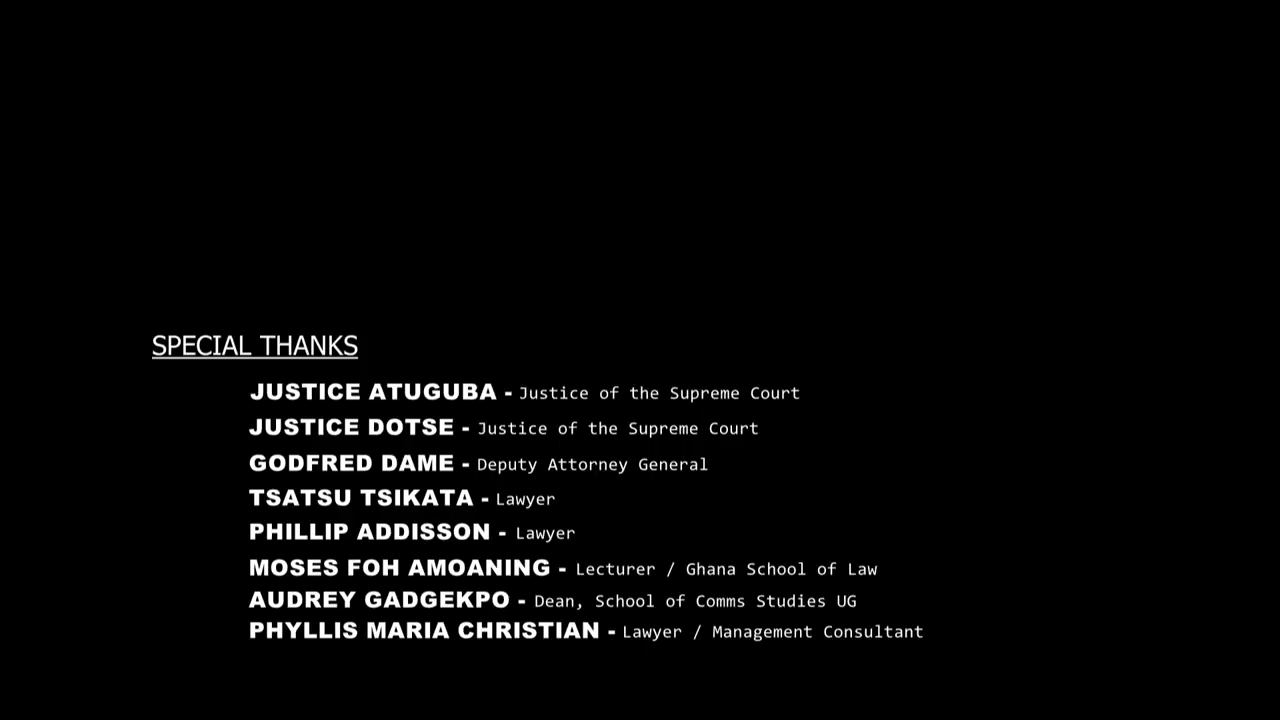 SPECIAL THANKS
JUSTICE ATUGUBA - Justice of the Supreme Court
JUSTICE DOTSE - Justice of the Supreme Court
GODFRED DAME - Deputy Attorney General
TSATSU TSIKATA - Lawyer
PHILLIP ADDISSON - Lawyer
MOSES FOH AMOANING - Lecturer / Ghana School of Law
AUDREY GADGEKPO - Dean, School of Comms Studies UG
PHYLLIS MARIA CHRISTIAN - Lawyer / Management Consultant